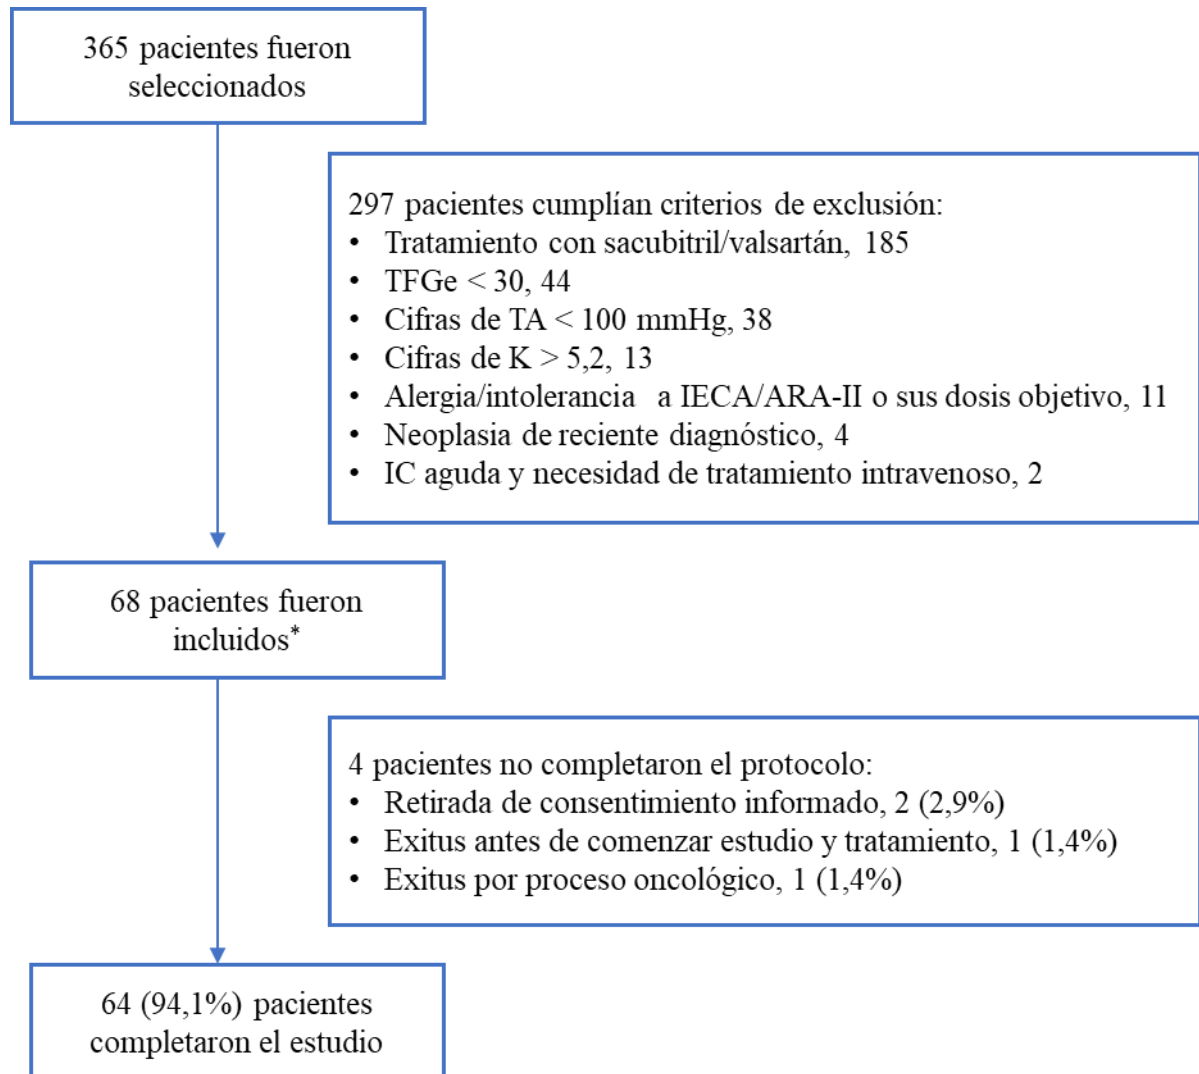 365 pacientes fueron
seleccionados
297 pacientes cumplían criterios de exclusión:
• Tratamiento con sacubitril/valsartán, 185
• TFGe < 30, 44
• Cifras de TA < 100 mmHg, 38
• Cifras de K > 5,2, 13
• Alergia/intolerancia a IECA/ARA-II o sus dosis objetivo, 11
• Neoplasia de reciente diagnóstico, 4
• IC aguda y necesidad de tratamiento intravenoso, 2
68 pacientes fueron
incluidos*
4 pacientes no completaron el protocolo:
• Retirada de consentimiento informado, 2 (2,9%)
• Exitus antes de comenzar estudio y tratamiento, 1 (1,4%)
• Exitus por proceso oncológico, 1 (1,4%)
64 (94,1%) pacientes
completaron el estudio